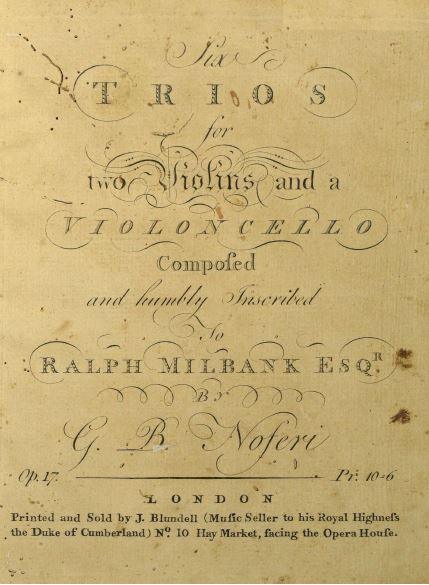 Six
TRIOS
for
two Violins and a
VIOLONCELLO
Compoſed
and humbly Inscribed
To
RALPH MILBANK ESQ.R
BY
G. B Noferi
Op. 17. Pr: 10-6
LONDON
Printed and Sold by J. Blundell (Muſic Seller to his Royal Highneſs
the Duke of Cumberland) No. 10 Hay Market, facing the Opera Houſe.